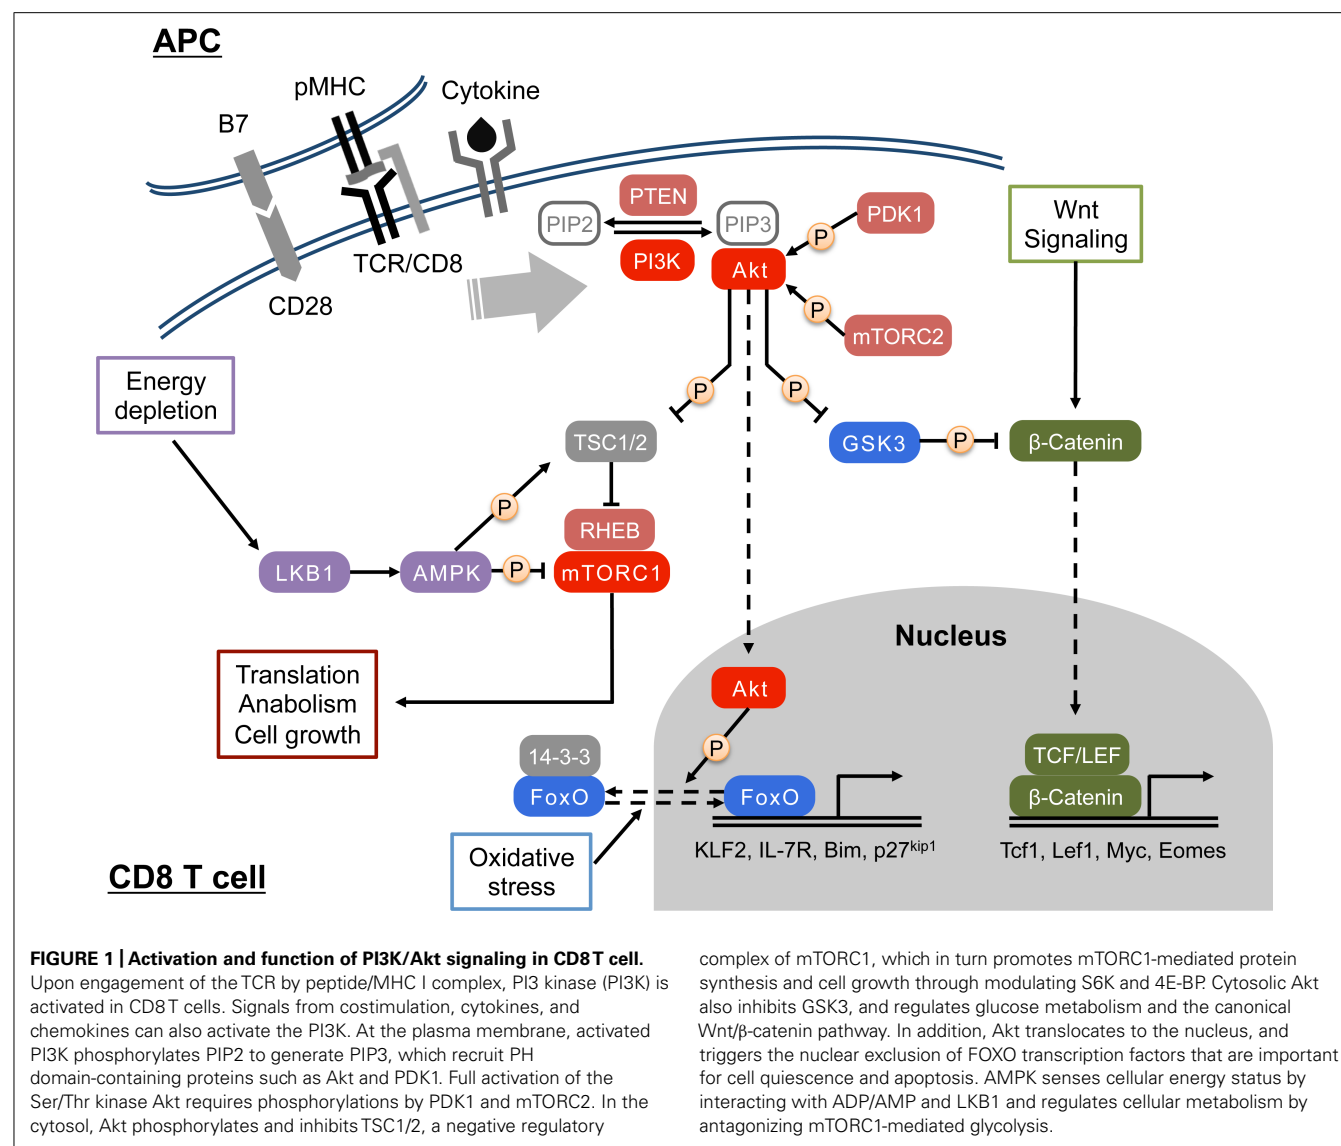 APC
pMHC
Cytokine
B7
TCR/CD8
CD28
PTEN
PIP2
PIP3
PI3K
Akt
PDK1
P
P
mTORC2
Wnt
Signaling
Energy
depletion
P
P
TSC1/2
GSK3
P
β-Catenin
P
RHEB
LKB1
AMPK
P
mTORC1
Nucleus
Translation
Anabolism
Cell growth
Akt
P
14-3-3
FoxO
FoxO
TCF/LEF
β-Catenin
KLF2, IL-7R, Bim, p27kip1
Tcf1, Lef1, Myc, Eomes
Oxidative
stress
CD8 T cell
FIGURE 1 | Activation and function of PI3K/Akt signaling in CD8 T cell.
Upon engagement of the TCR by peptide/MHC I complex, PI3 kinase (PI3K) is
activated in CD8 T cells. Signals from costimulation, cytokines, and
chemokines can also activate the PI3K. At the plasma membrane, activated
PI3K phosphorylates PIP2 to generate PIP3, which recruit PH
domain-containing proteins such as Akt and PDK1. Full activation of the
Ser/Thr kinase Akt requires phosphorylations by PDK1 and mTORC2. In the
cytosol, Akt phosphorylates and inhibits TSC1/2, a negative regulatory
complex of mTORC1, which in turn promotes mTORC1-mediated protein
synthesis and cell growth through modulating S6K and 4E-BP. Cytosolic Akt
also inhibits GSK3, and regulates glucose metabolism and the canonical
Wnt/β-catenin pathway. In addition, Akt translocates to the nucleus, and
triggers the nuclear exclusion of FOXO transcription factors that are important
for cell quiescence and apoptosis. AMPK senses cellular energy status by
interacting with ADP/AMP and LKB1 and regulates cellular metabolism by
antagonizing mTORC1-mediated glycolysis.